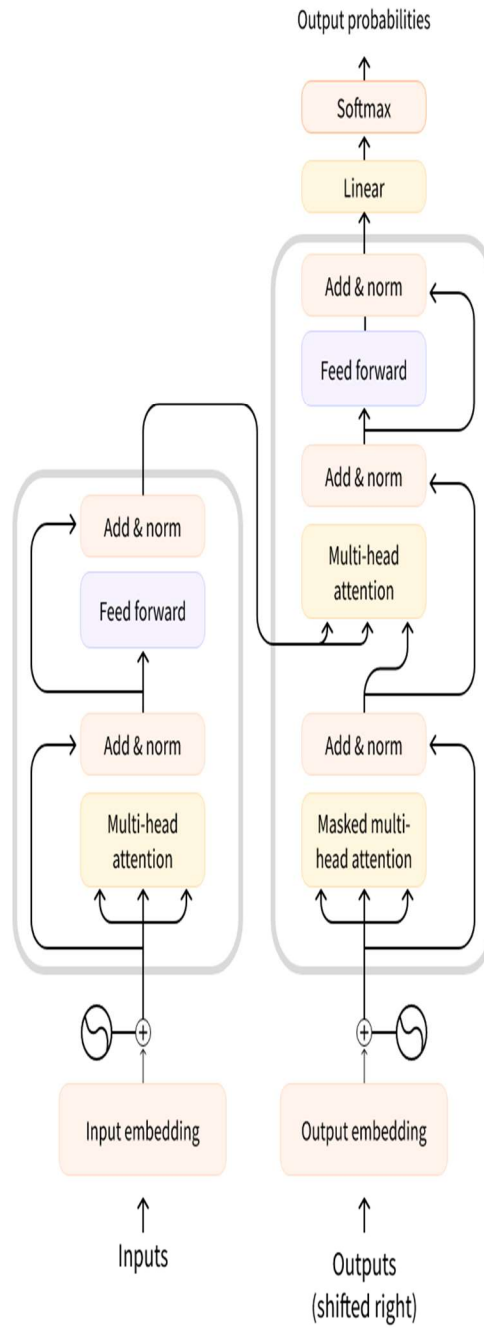 Output probabilities
Softmax
Linear
Add & norm
Feed forward
Add & norm
Multi-head
attention
Add & norm
Masked multi-
head attention
Add & norm
Feed forward
Add & norm
Multi-head
attention
+
+
Input embedding
Output embedding
Inputs
Outputs
(shifted right)